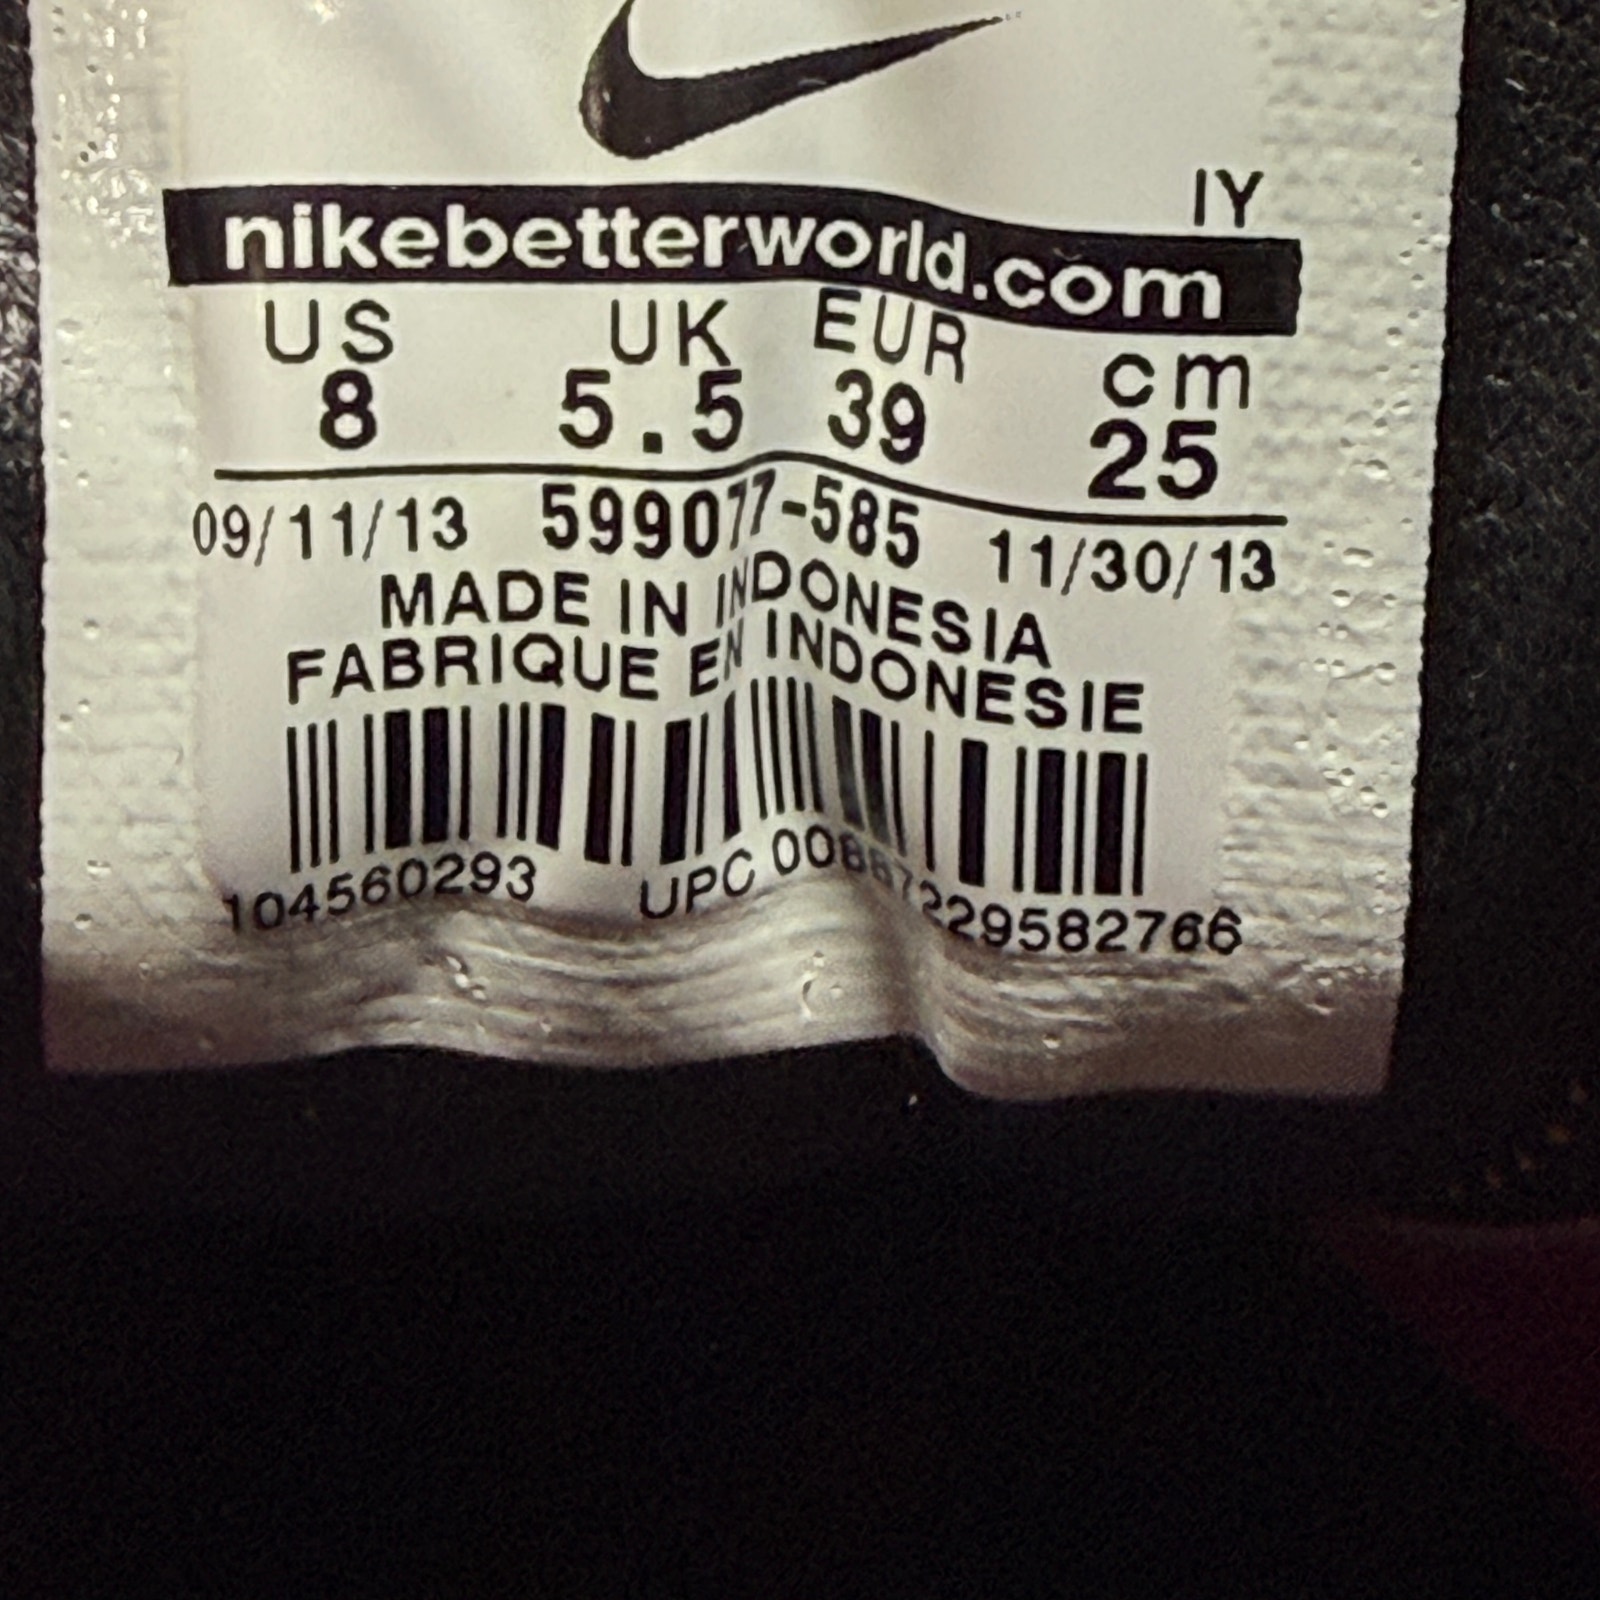 IY
nikebetterworld.com
US UK EUR cm
8 5.5 39 25
09/11/13 599077-585 11/30/13
MADE IN INDONESIA
FABRIQUE EN INDONESIE
104560293 UPC 00887229582766